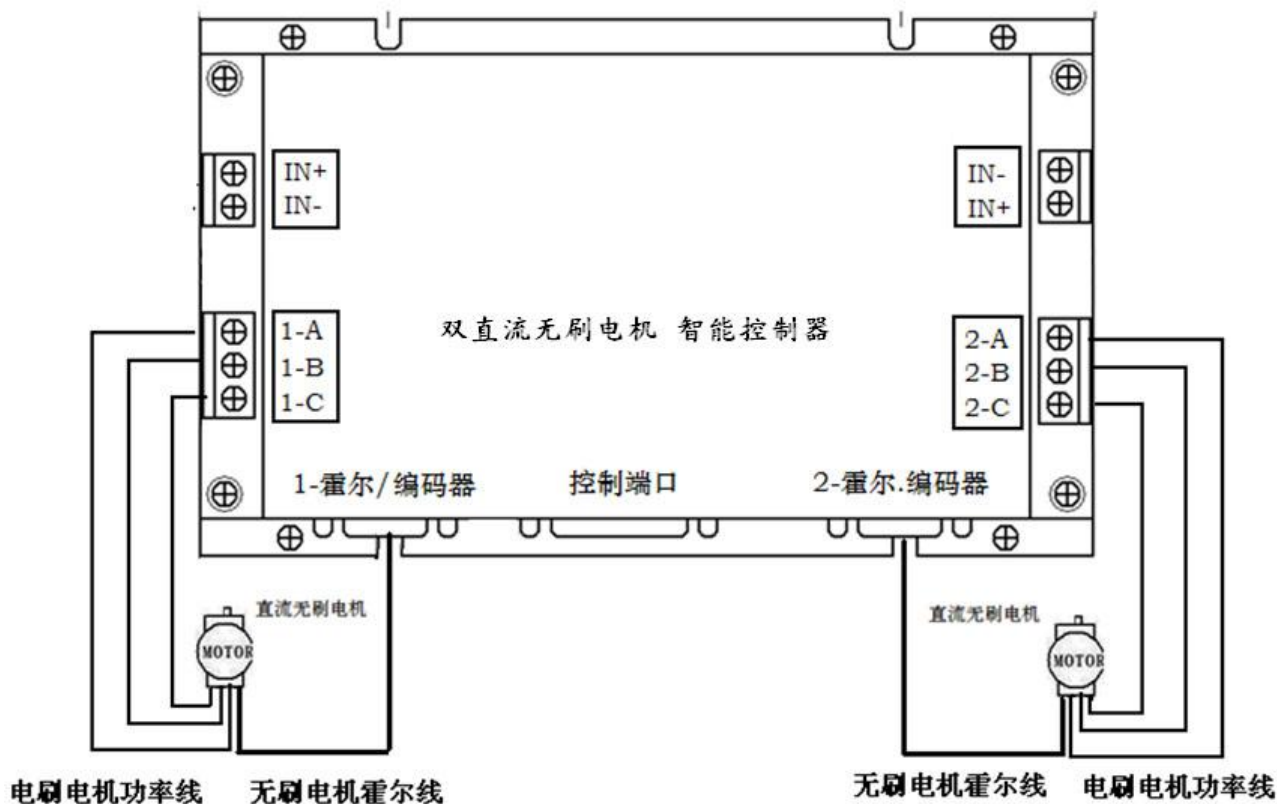 IN+
IN-
IN-
IN+
1-A
1-B
1-C
双直流无刷电机 智能控制器
2-A
2-B
2-C
1-霍尔/编码器
控制端口
2-霍尔.编码器
直流无刷电机
MOTOR
直流无刷电机
MOTOR
电刷电机功率线
无刷电机霍尔线
无刷电机霍尔线
电刷电机功率线